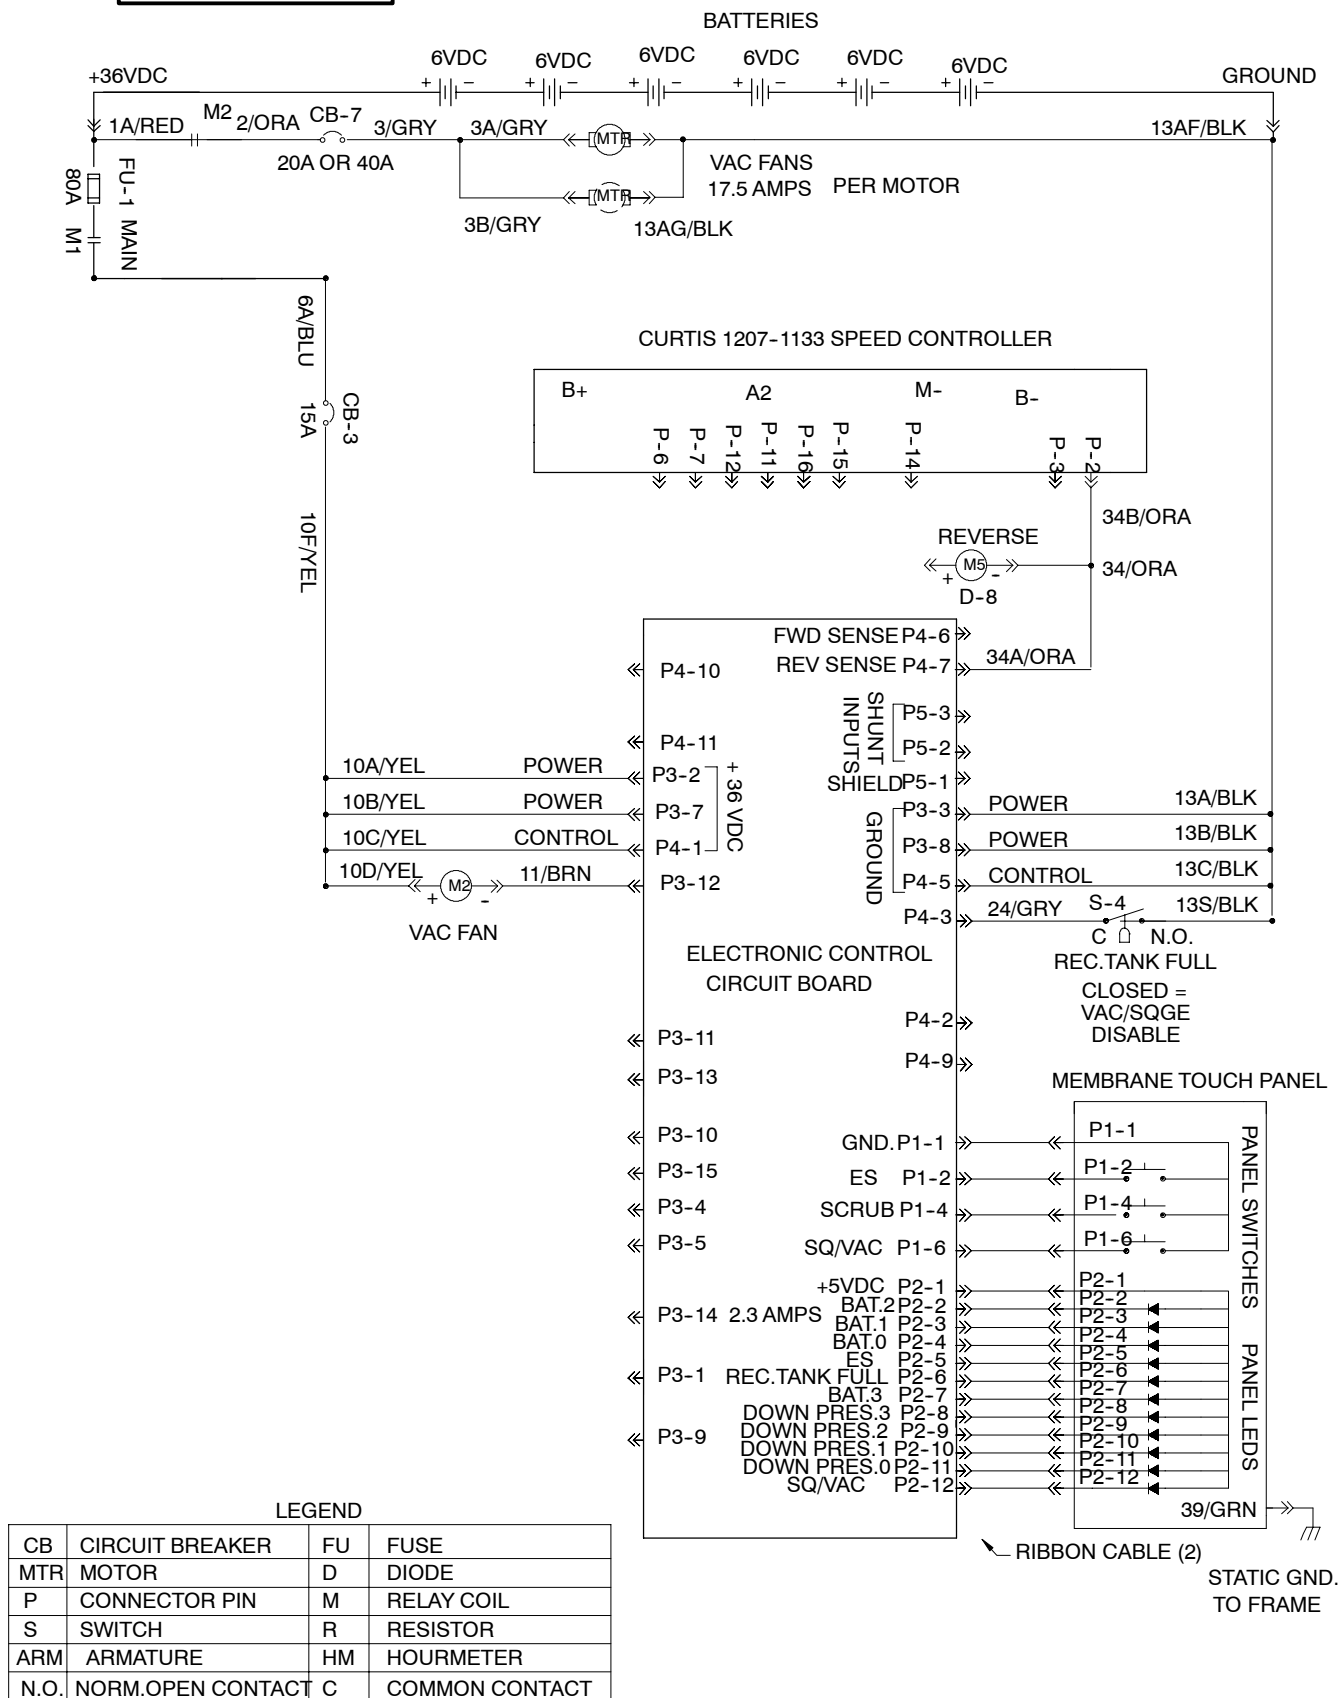 BATTERIES
6VDC 6VDC 6VDC 6VDC 6VDC 6VDC
+36VDC + - + - + - + - + - + - GROUND
1A/RED M2 2/ORA CB-7 3/GRY 3A/GRY MTR 13AF/BLK
20A OR 40A
VAC FANS
17.5 AMPS PER MOTOR
MTR
3B/GRY 13AG/BLK
FU-1 MAIN
80A M1
6A/BLU
CB-3
15A
10F/YEL
CURTIS 1207-1133 SPEED CONTROLLER
B+ A2 M- B-
P-6 P-7 P-12 P-11 P-16 P-15 P-14 P-3 P-2
34B/ORA
REVERSE
M5 34/ORA
+ -
D-8
FWD SENSE P4-6
REV SENSE P4-7 34A/ORA
P4-10
SHUNT INPUTS
P5-3
P5-2
P4-11
SHIELD P5-1
10A/YEL POWER P3-2
10B/YEL POWER P3-7
10C/YEL CONTROL P4-1
+36 VDC
10D/YEL M2 11/BRN P3-12
+ -
VAC FAN
GROUND
P3-3 POWER 13A/BLK
P3-8 POWER 13B/BLK
P4-5 CONTROL 13C/BLK
P4-3 24/GRY S-4 13S/BLK
C N.O.
REC.TANK FULL
CLOSED =
VAC/SQGE
DISABLE
ELECTRONIC CONTROL
CIRCUIT BOARD
P4-2
P4-9
P3-11
P3-13
P3-10
P3-15
P3-4
P3-5
P3-14 2.3 AMPS
P3-1
P3-9
MEMBRANE TOUCH PANEL
GND. P1-1 P1-1
ES P1-2 P1-2
SCRUB P1-4 P1-4
SQ/VAC P1-6 P1-6
PANEL SWITCHES
+5VDC P2-1 P2-1
BAT.2 P2-2 P2-2
BAT.1 P2-3 P2-3
BAT.0 P2-4 P2-4
ES P2-5 P2-5
REC.TANK FULL P2-6 P2-6
BAT.3 P2-7 P2-7
DOWN PRES.3 P2-8 P2-8
DOWN PRES.2 P2-9 P2-9
DOWN PRES.1 P2-10 P2-10
DOWN PRES.0 P2-11 P2-11
SQ/VAC P2-12 P2-12
PANEL LEDS
39/GRN
RIBBON CABLE (2)
STATIC GND.
TO FRAME
LEGEND
CB CIRCUIT BREAKER FU FUSE
MTR MOTOR D DIODE
P CONNECTOR PIN M RELAY COIL
S SWITCH R RESISTOR
ARM ARMATURE HM HOURMETER
N.O. NORM.OPEN CONTACT C COMMON CONTACT